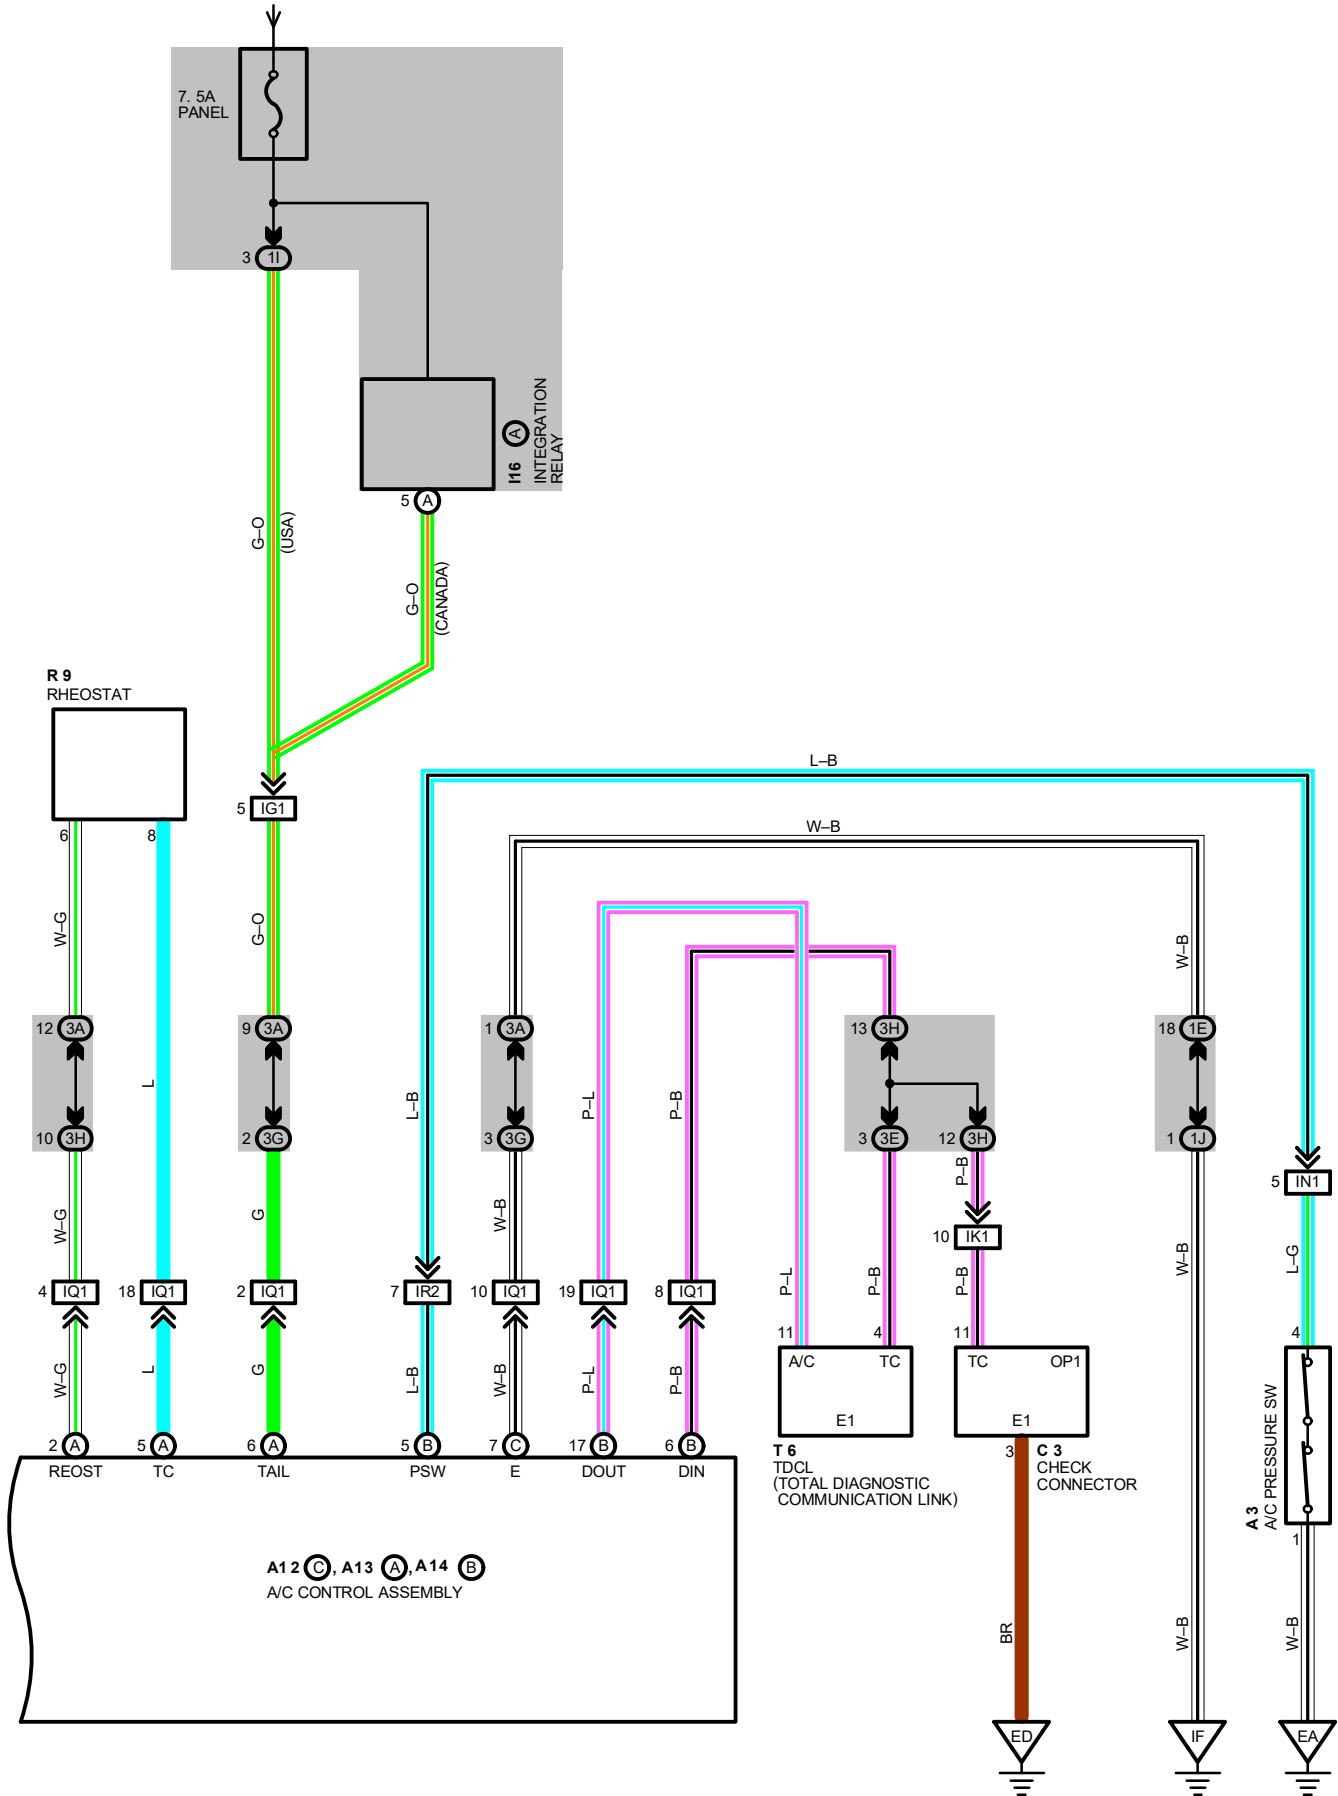 7. 5A
PANEL
3 1I
I16 A
INTEGRATION
RELAY
5 A
G–O
(USA)
G–O
(CANADA)
R 9
RHEOSTAT
6
8
5 IG1
L–B
W–B
W–G
G–O
W–B
12 3A
9 3A
1 3A
13 3H
18 1E
L
L–B
P–L
P–B
10 3H
2 3G
3 3G
3 3E
12 3H
1 1J
P–B
5 IN1
W–G
G
W–B
10 IK1
W–B
L–G
P–L
P–B
P–B
4 IQ1
18 IQ1
2 IQ1
7 IR2
10 IQ1
19 IQ1
8 IQ1
11
4
11
4
W–G
L
G
L–B
W–B
P–L
P–B
A/C
TC
TC
OP1
E1
E1
A 3
A/C PRESSURE SW
2 A
5 A
6 A
5 B
7 C
17 B
6 B
REOST
TC
TAIL
PSW
E
DOUT
DIN
T 6
TDCL
(TOTAL DIAGNOSTIC
COMMUNICATION LINK)
3
C 3
CHECK
CONNECTOR
1
A12 C, A13 A, A14 B
A/C CONTROL ASSEMBLY
BR
W–B
W–B
ED
IF
EA